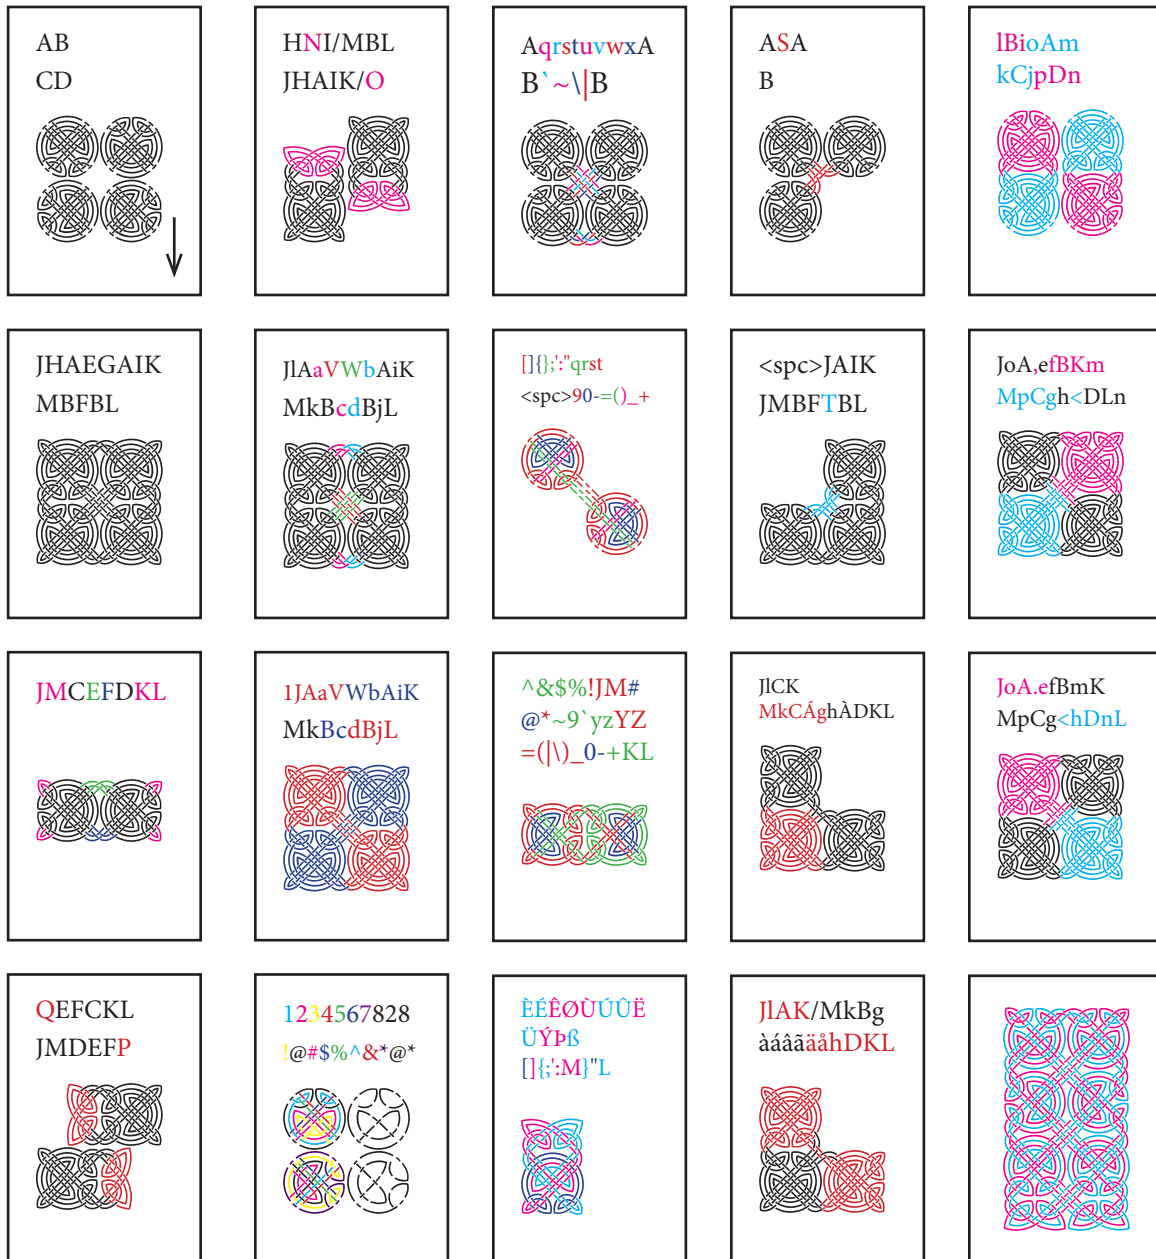 AB
CD
HNI/MBL
JHAIK/O
AqrstuvwxA
B`~\|B
ASA
B
lBioAm
kCjpDn
JHAEGAIK
MBFBL
JlAaVWbAiK
MkBcdBjL
[]{};':"qrst
<spc>90-=()_+
<spc>JAIK
JMBFTBL
JoA,efBKm
MpCgh<DLn
JMCEFDKL
1JAaVWbAiK
MkBcdBjL
^&$%!JM#
@*~9`yzYZ
=(|\)_0-+KL
JlCK
MkCÁghÀDKL
JoA.efBmK
MpCg<hDnL
QEFCKL
JMDEFP
1234567828
!@#$%^&*@*
ÈÉÊØÙÚÛË
ÜÝÞß
[]{;':M}"L
JlAK/MkBg
àáâãäåhDKL